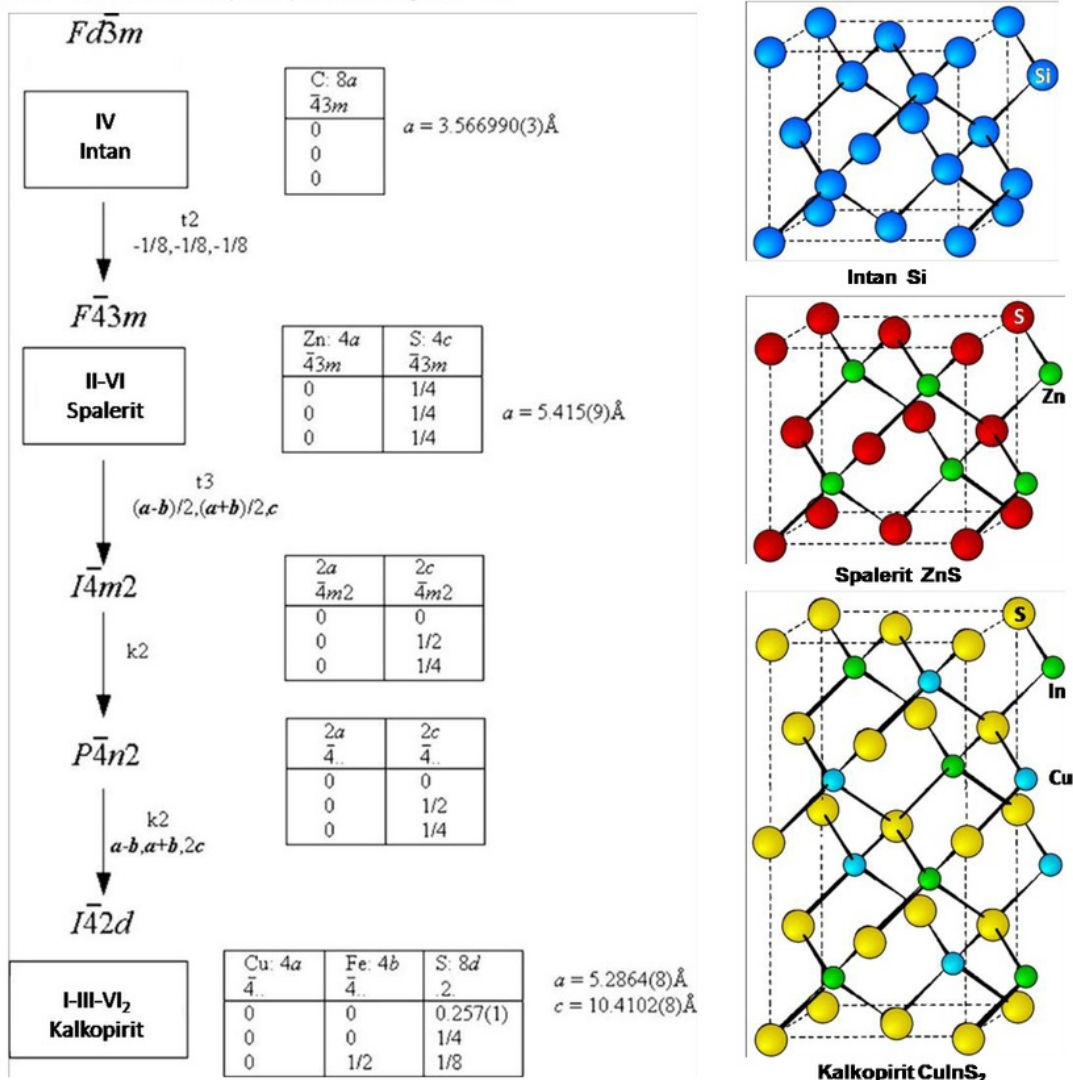 Fd3̅m
IV
Intan
C: 8a
4̅3m
0
0
0
a = 3.566990(3)Å
t2
-1/8,-1/8,-1/8
F4̅3m
II-VI
Spalerit
Zn: 4a S: 4c
4̅3m 4̅3m
0 1/4
0 1/4
0 1/4
a = 5.415(9)Å
t3
(a-b)/2,(a+b)/2,c
I4̅m2
2a 2c
4̅m2 4̅m2
0 0
0 1/2
0 1/4
k2
P4̅n2
2a 2c
4̅.. 4̅..
0 0
0 1/2
0 1/4
k2
a-b,a+b,2c
I4̅2d
I-III-VI₂
Kalkopirit
Cu: 4a Fe: 4b S: 8d
4̅.. 4̅.. .2.
0 0 0.257(1)
0 0 1/4
0 1/2 1/8
a = 5.2864(8)Å
c = 10.4102(8)Å
Si
Intan Si
S
Zn
Spalerit ZnS
S
In
Cu
Kalkopirit CuInS₂